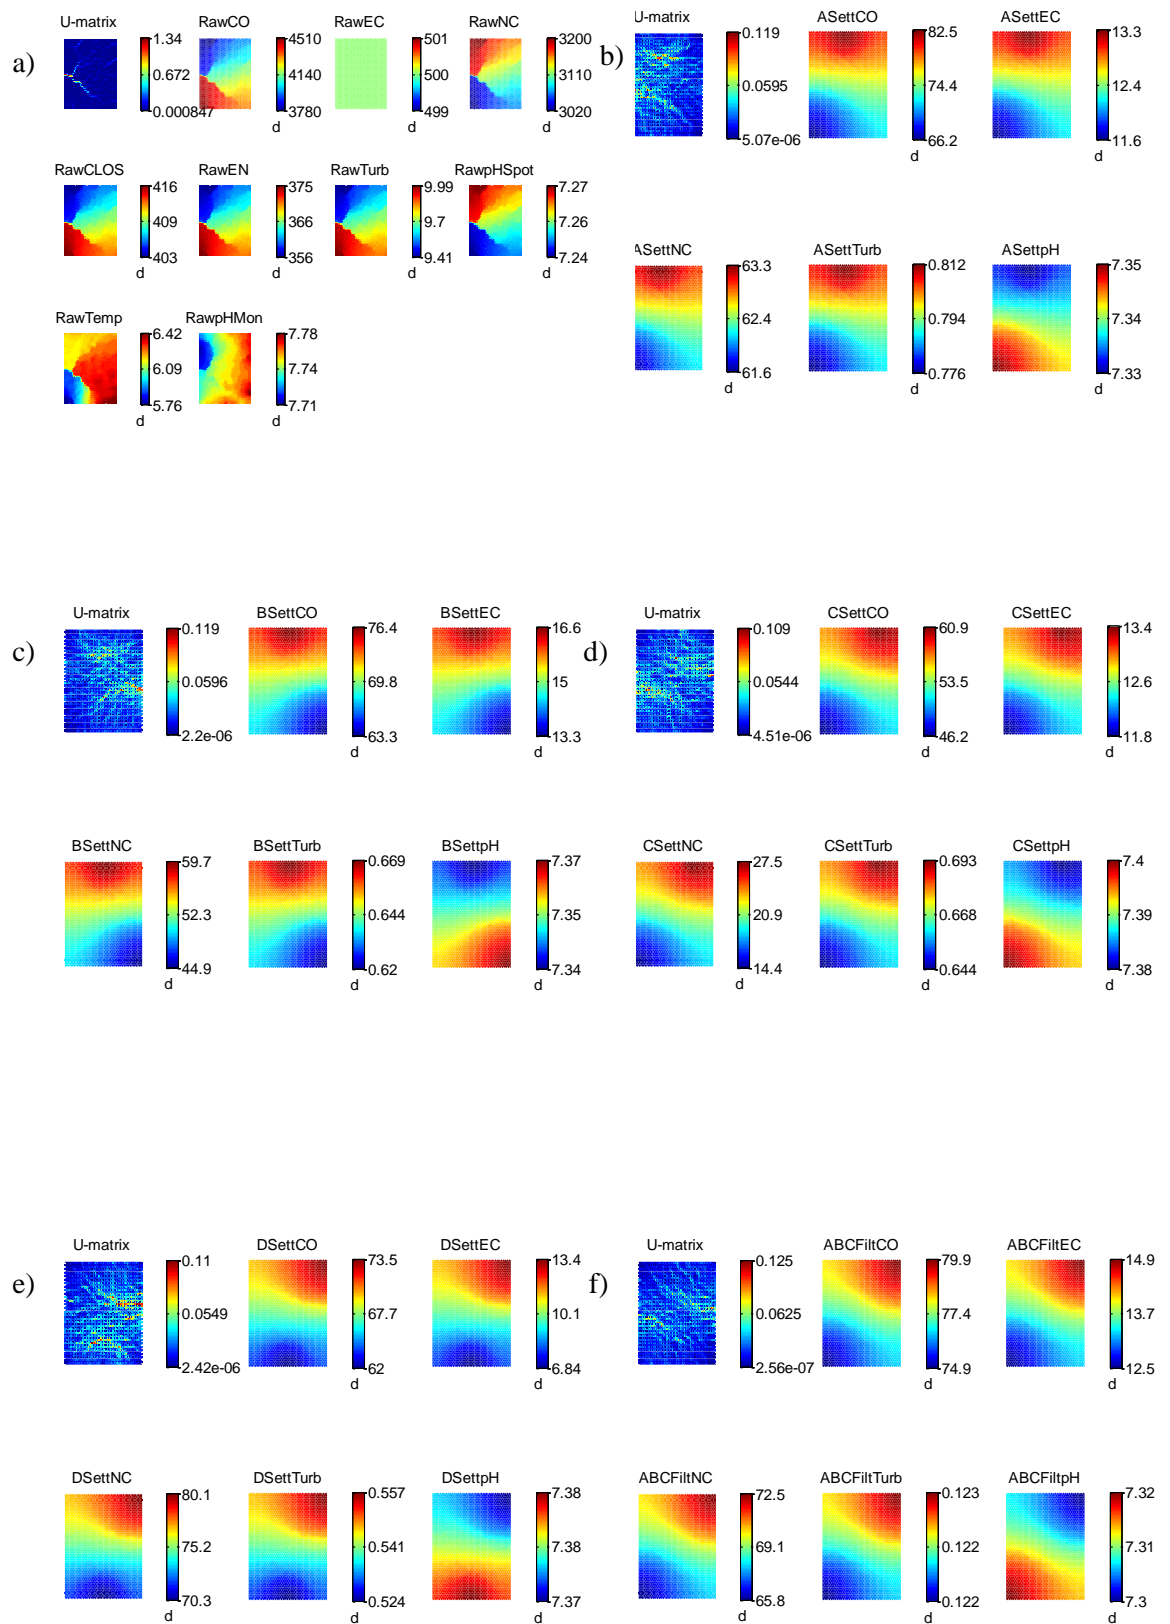 a)
U-matrix
1.34
0.672
0.000847
RawCO
4510
4140
3780
d
RawEC
501
500
499
d
RawNC
3200
3110
3020
d
RawCLOS
416
409
403
d
RawEN
375
366
356
d
RawTurb
9.99
9.7
9.41
d
RawpHSpot
7.27
7.26
7.24
d
RawTemp
6.42
6.09
5.76
d
RawpHMon
7.78
7.74
7.71
d
b)
U-matrix
0.119
0.0595
5.07e-06
ASettCO
82.5
74.4
66.2
d
ASettEC
13.3
12.4
11.6
d
ASettNC
63.3
62.4
61.6
d
ASettTurb
0.812
0.794
0.776
d
ASettpH
7.35
7.34
7.33
d
c)
U-matrix
0.119
0.0596
2.2e-06
BSettCO
76.4
69.8
63.3
d
BSettEC
16.6
15
13.3
d
BSettNC
59.7
52.3
44.9
d
BSettTurb
0.669
0.644
0.62
d
BSettpH
7.37
7.35
7.34
d
d)
U-matrix
0.109
0.0544
4.51e-06
CSettCO
60.9
53.5
46.2
d
CSettEC
13.4
12.6
11.8
d
CSettNC
27.5
20.9
14.4
d
CSettTurb
0.693
0.668
0.644
d
CSettpH
7.4
7.39
7.38
d
e)
U-matrix
0.11
0.0549
2.42e-06
DSettCO
73.5
67.7
62
d
DSettEC
13.4
10.1
6.84
d
DSettNC
80.1
75.2
70.3
d
DSettTurb
0.557
0.541
0.524
d
DSettpH
7.38
7.38
7.37
d
f)
U-matrix
0.125
0.0625
2.56e-07
ABCFiltCO
79.9
77.4
74.9
d
ABCFiltEC
14.9
13.7
12.5
d
ABCFiltNC
72.5
69.1
65.8
d
ABCFiltTurb
0.123
0.122
0.122
d
ABCFiltpH
7.32
7.31
7.3
d